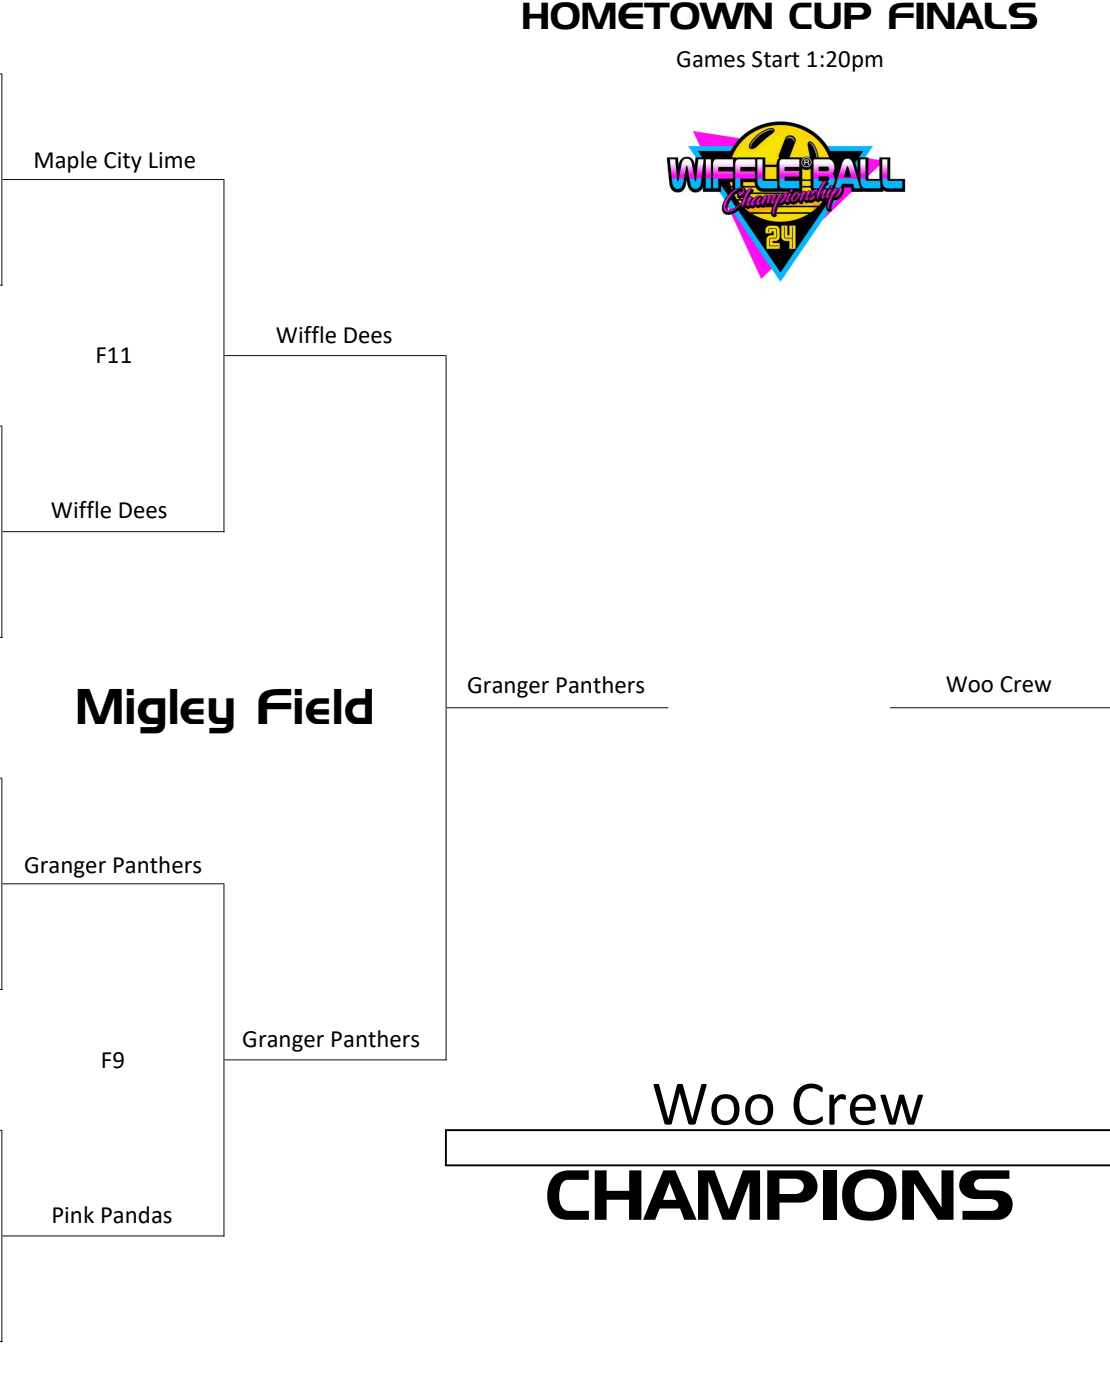 HOMETOWN CUP FINALS
Games Start 1:20pm
WIFFLE® BALL
Championship
24
Maple City Lime
F11
Wiffle Dees
Wiffle Dees
Migley Field
Granger Panthers
Woo Crew
Granger Panthers
F9
Granger Panthers
Pink Pandas
Woo Crew
CHAMPIONS